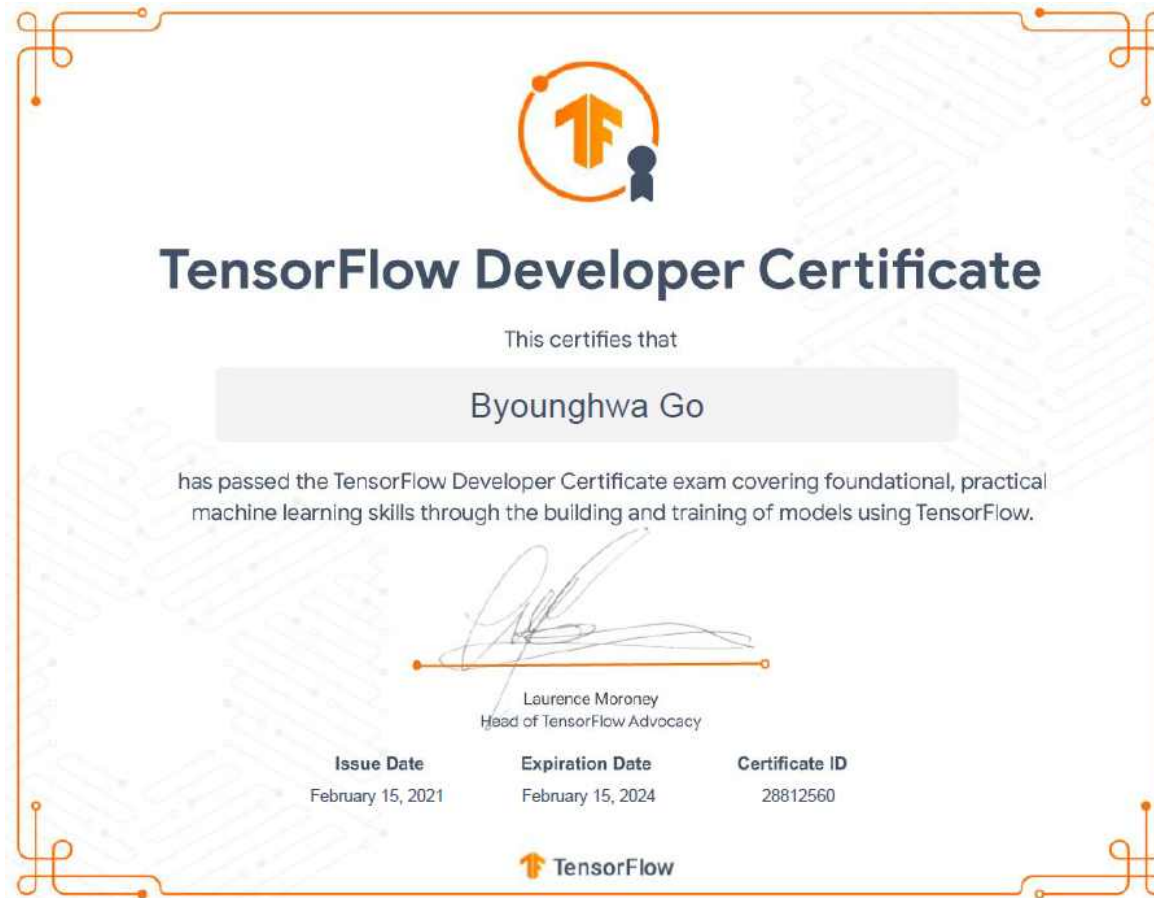 TensorFlow Developer Certificate
This certifies that
Byounghwa Go
has passed the TensorFlow Developer Certificate exam covering foundational, practical
machine learning skills through the building and training of models using TensorFlow.
Laurence Moroney
Head of TensorFlow Advocacy
Issue Date Expiration Date Certificate ID
February 15, 2021 February 15, 2024 28812560
TensorFlow